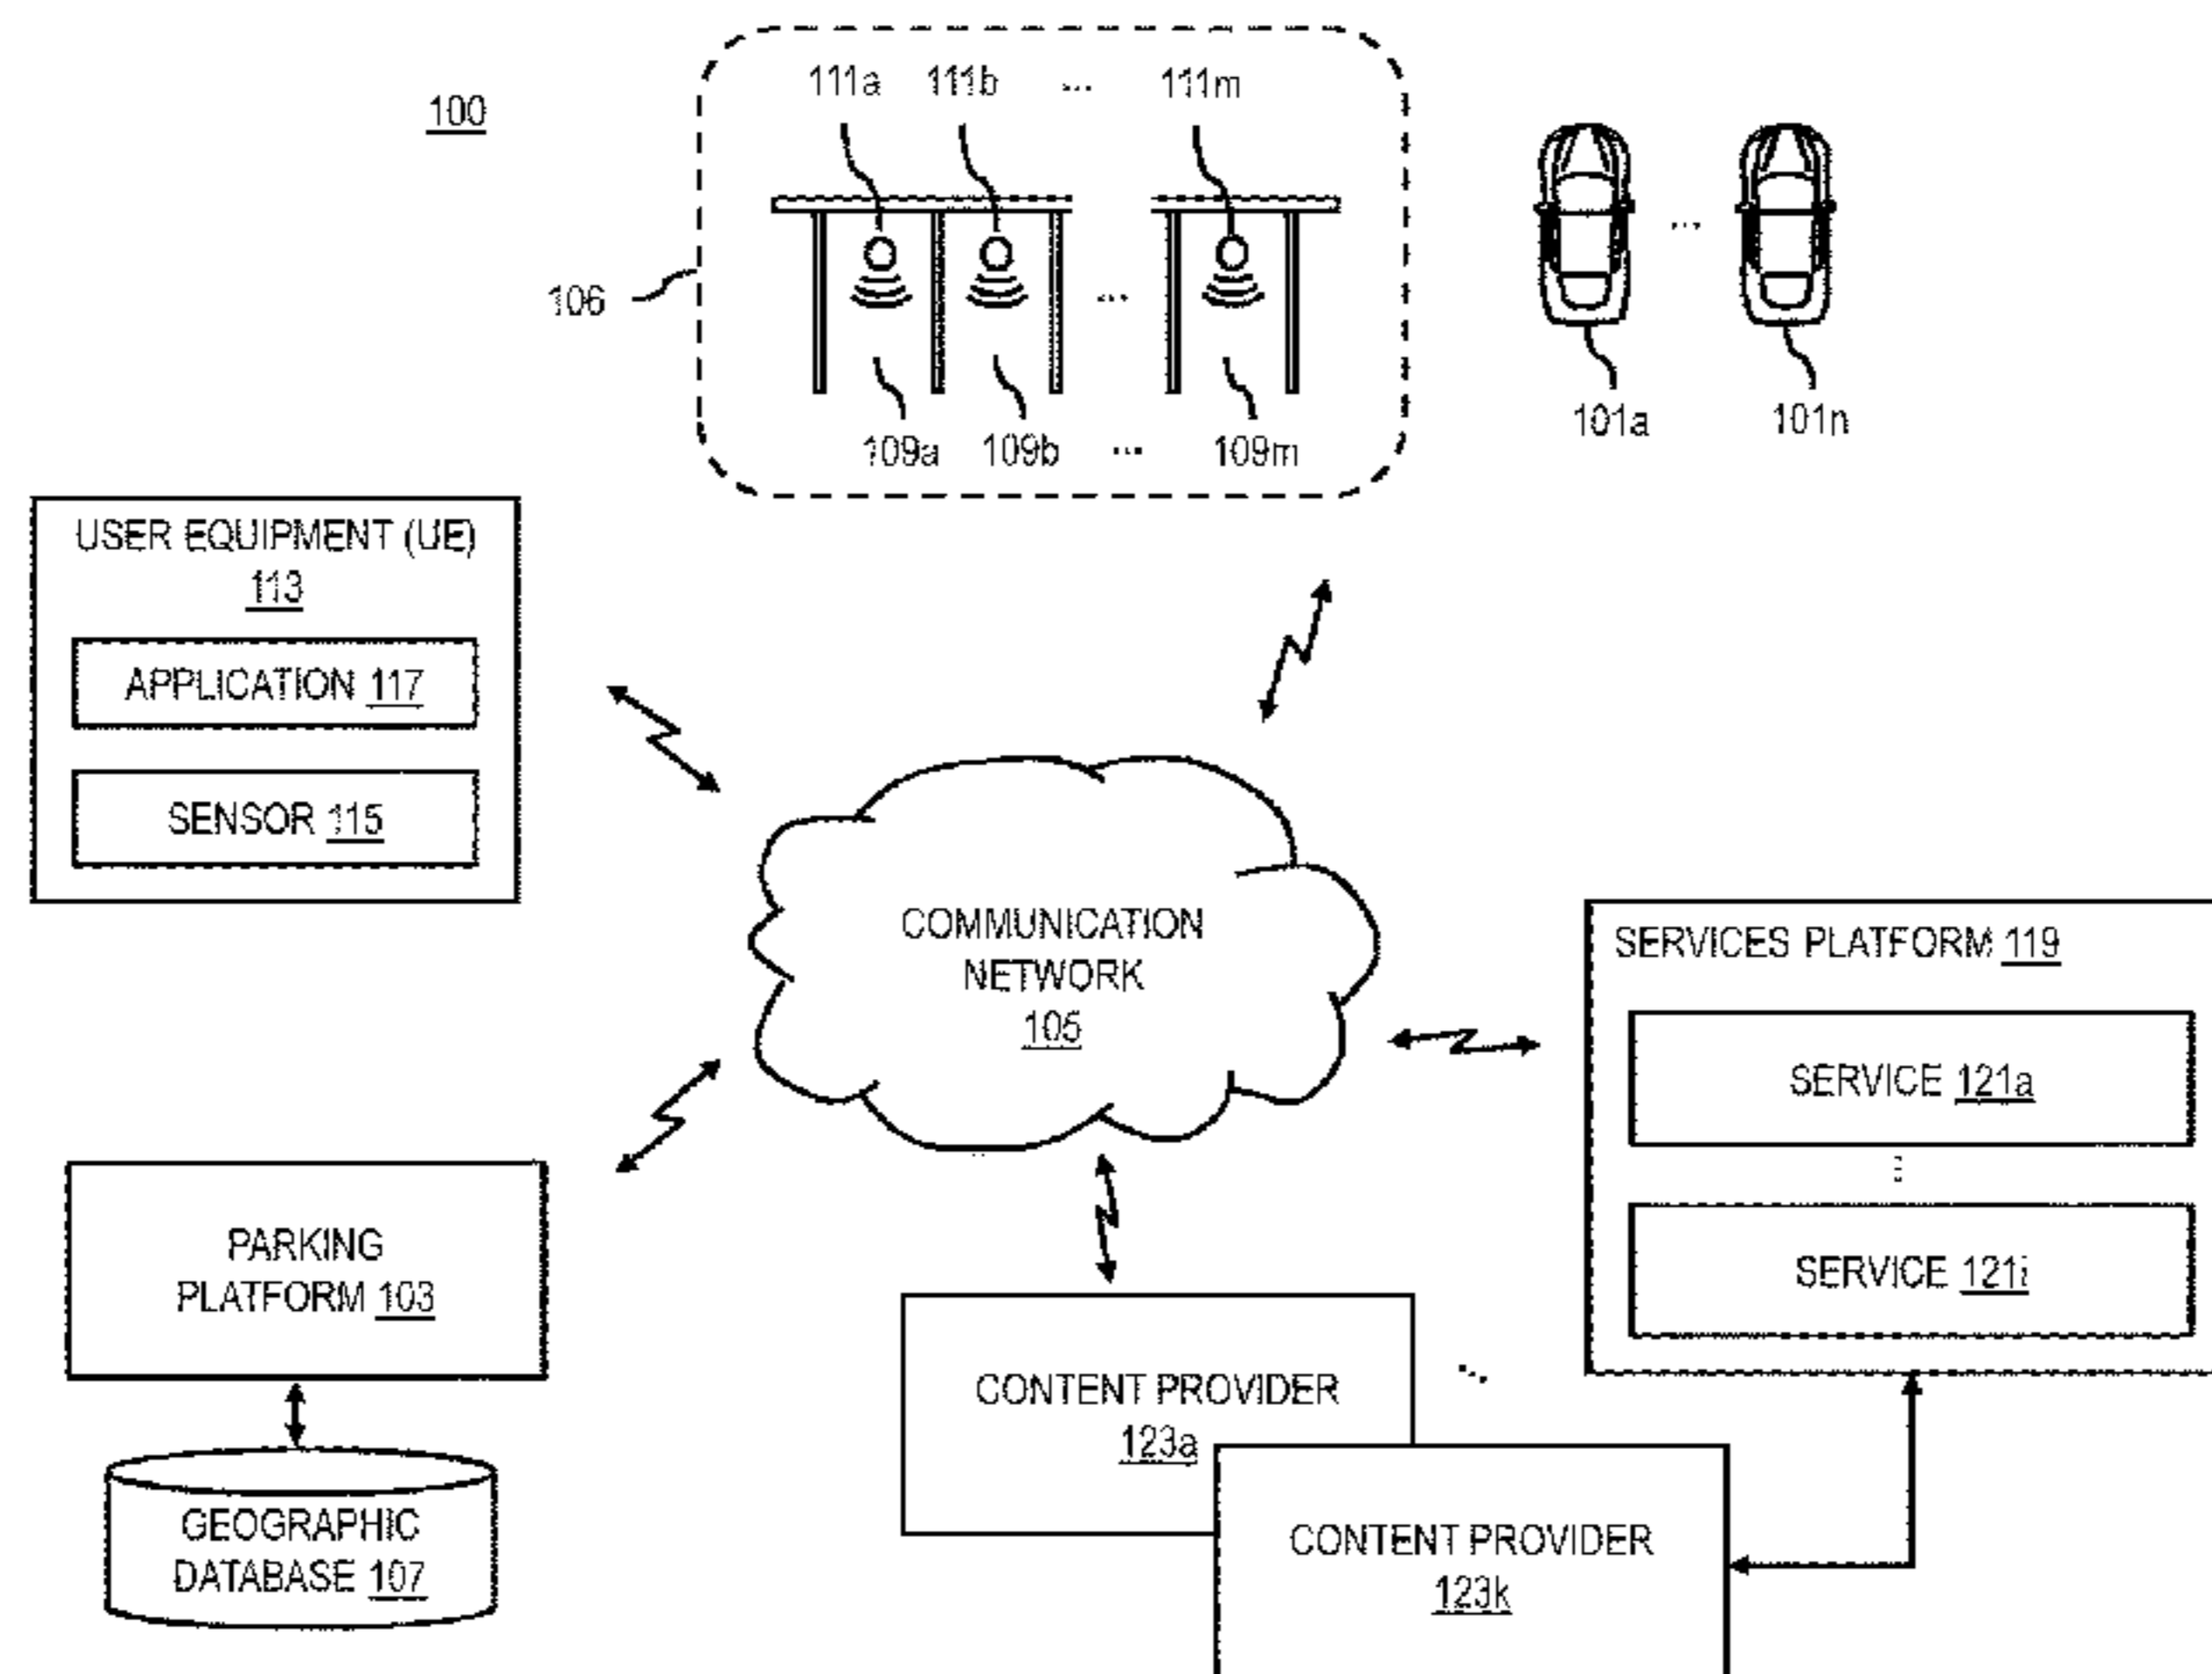 100
111a 111b ... 111m
106
109a 109b ... 109m
101a ... 101n
USER EQUIPMENT (UE)
113
APPLICATION 117
SENSOR 115
COMMUNICATION
NETWORK
105
SERVICES PLATFORM 119
SERVICE 121a
SERVICE 121i
PARKING
PLATFORM 103
GEOGRAPHIC
DATABASE 107
CONTENT PROVIDER
123a
CONTENT PROVIDER
123k